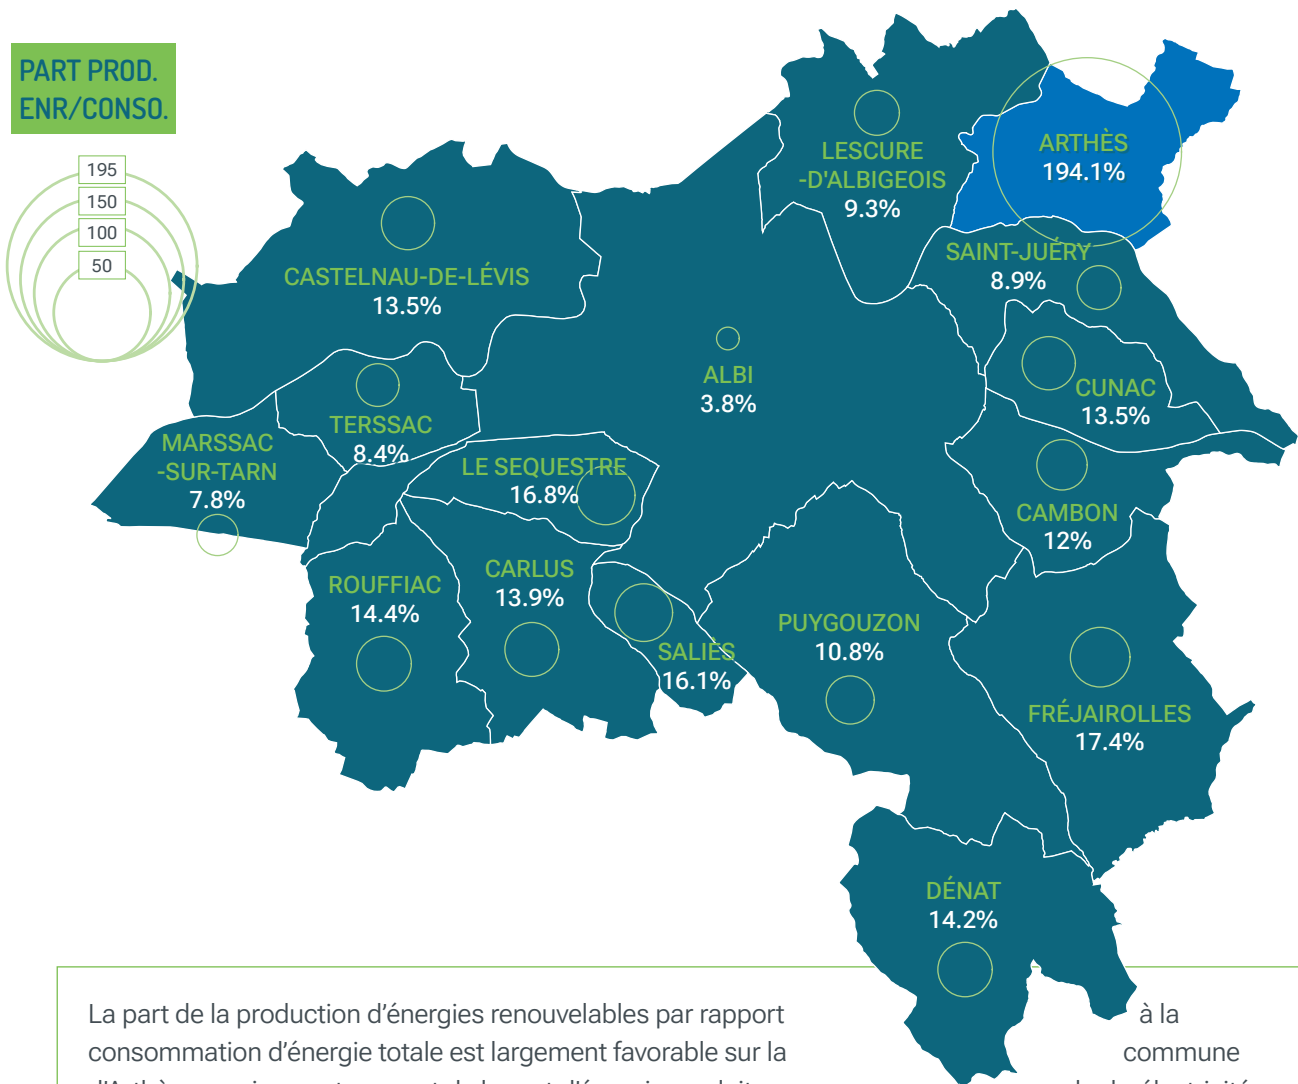 PART PROD.
ENR/CONSO.
195
150
100
50
LESCURE
-D'ALBIGEOIS
9.3%
ARTHÈS
194.1%
CASTELNAU-DE-LÉVIS
13.5%
SAINT-JUÉRY
8.9%
ALBI
3.8%
CUNAC
13.5%
TERSSAC
8.4%
MARSSAC
-SUR-TARN
7.8%
LE SEQUESTRE
16.8%
CAMBON
12%
ROUFFIAC
14.4%
CARLUS
13.9%
SALIÈS
16.1%
PUYGOUZON
10.8%
FRÉJAIROLLES
17.4%
DÉNAT
14.2%
La part de la production d'énergies renouvelables par rapport à la
consommation d'énergie totale est largement favorable sur la commune